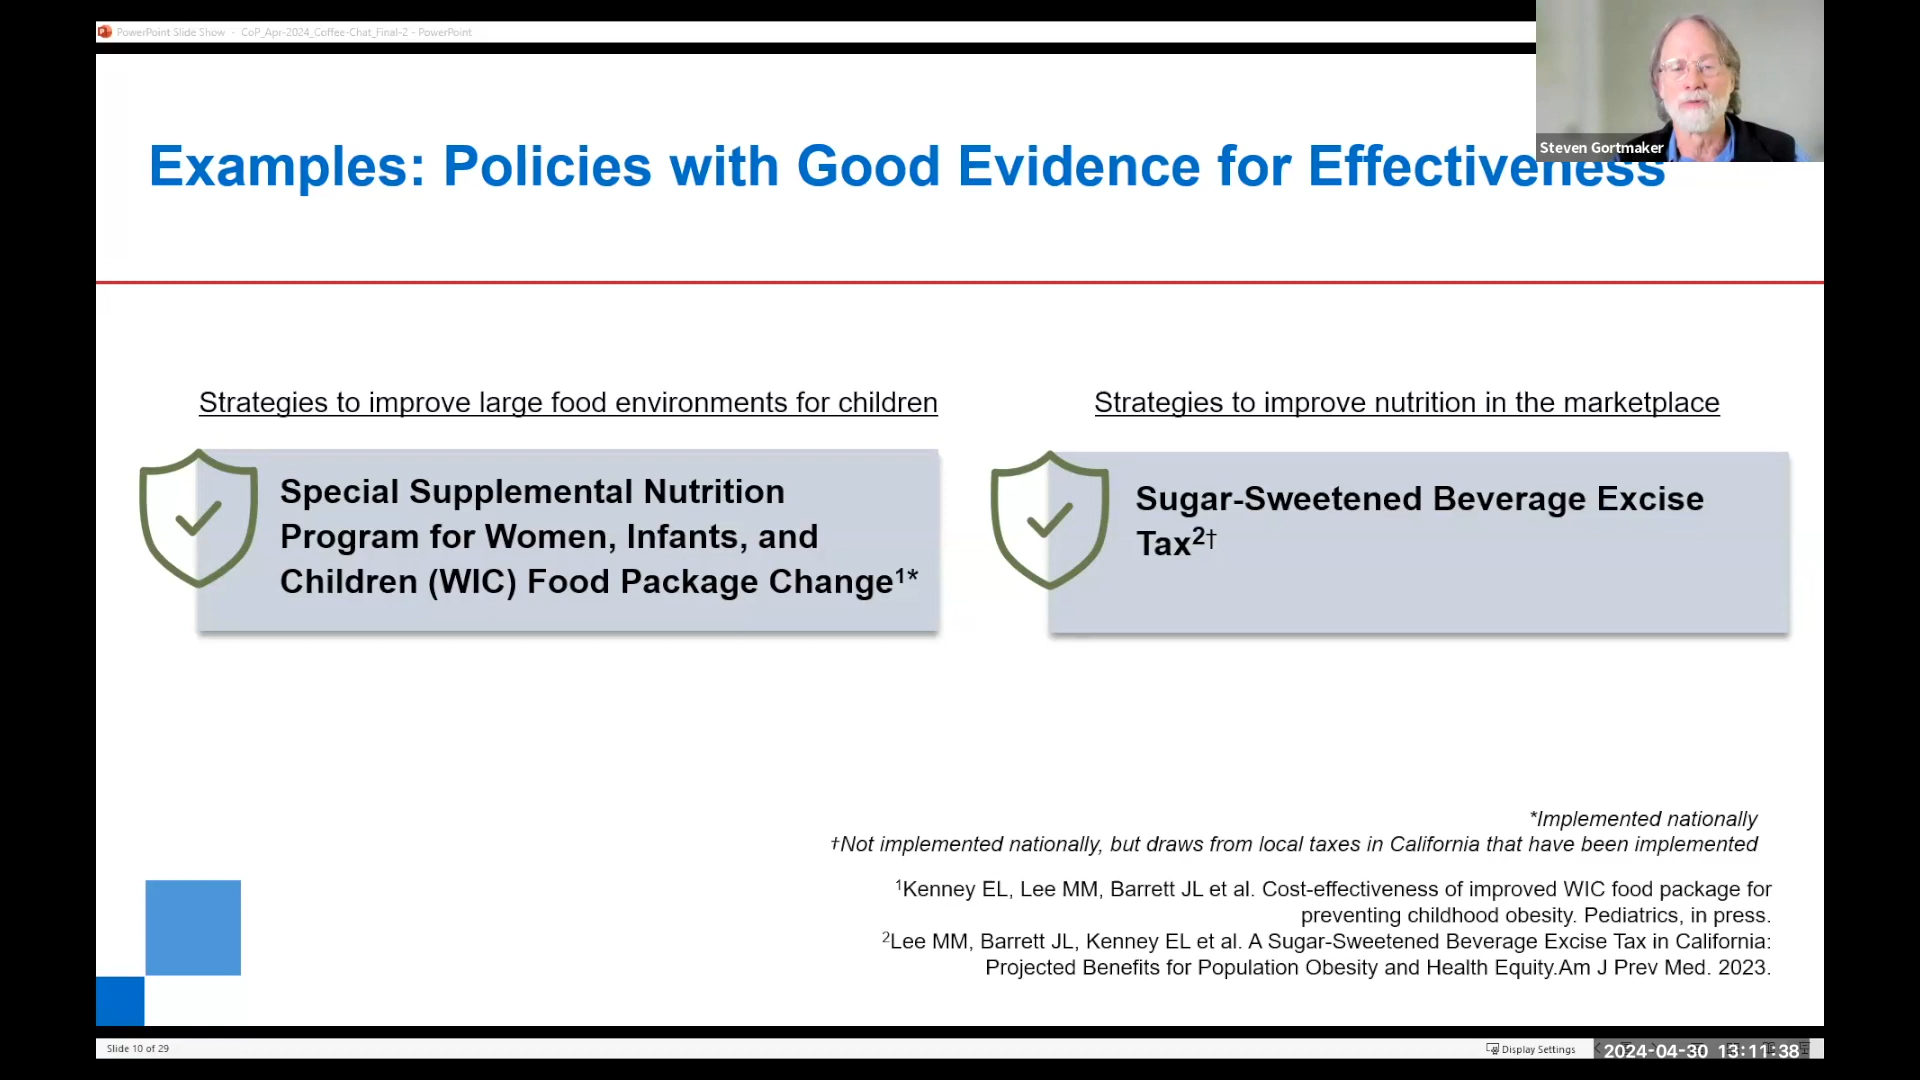 PowerPoint Slide Show - CoP_Apr-2024_Coffee-Chat_Final-2 - PowerPoint
Steven Gortmaker
Examples: Policies with Good Evidence for Effectiveness
Strategies to improve large food environments for children
Special Supplemental Nutrition
Program for Women, Infants, and
Children (WIC) Food Package Change¹*
Strategies to improve nutrition in the marketplace
Sugar-Sweetened Beverage Excise
Tax²†
*Implemented nationally
†Not implemented nationally, but draws from local taxes in California that have been implemented
¹Kenney EL, Lee MM, Barrett JL et al. Cost-effectiveness of improved WIC food package for
preventing childhood obesity. Pediatrics, in press.
²Lee MM, Barrett JL, Kenney EL et al. A Sugar-Sweetened Beverage Excise Tax in California:
Projected Benefits for Population Obesity and Health Equity.Am J Prev Med. 2023.
Slide 10 of 29
Display Settings
2024-04-30 13:11:38